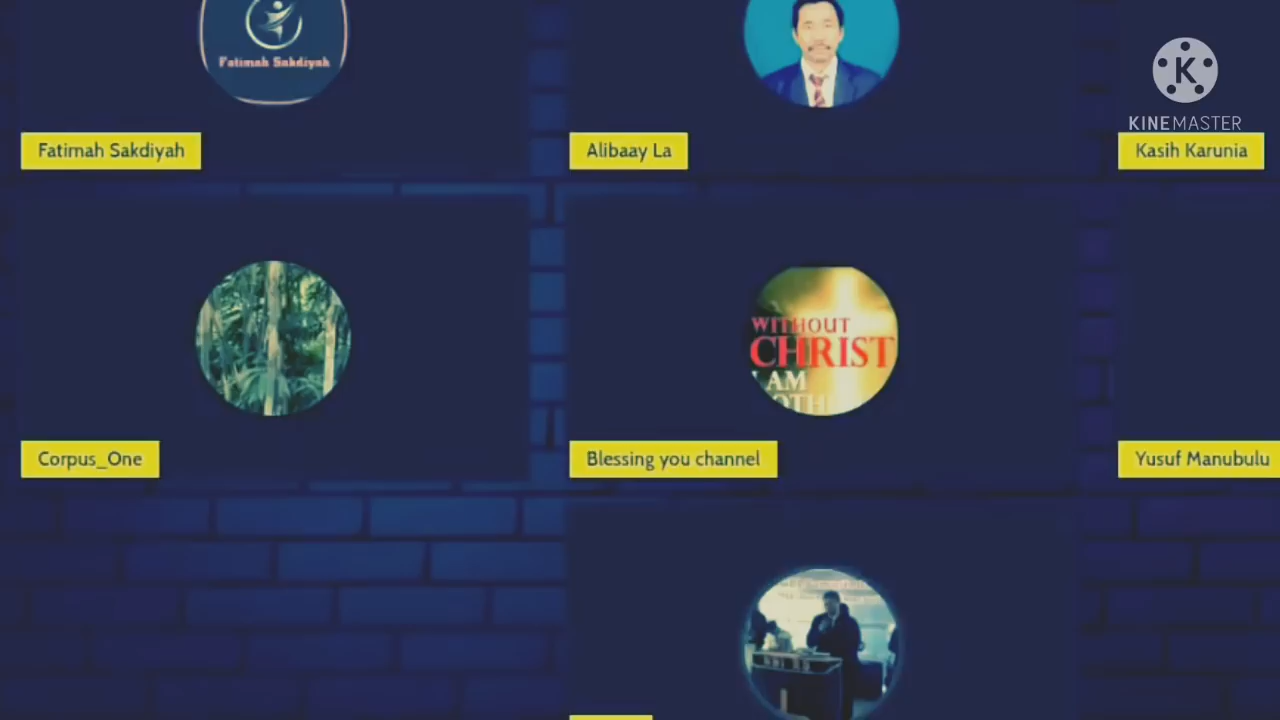 Fatimah Sakdiyah
K
KINEMASTER
Fatimah Sakdiyah
Alibaay La
Kasih Karunia
WITHOUT
CHRIST
I AM
Corpus_One
Blessing you channel
Yusuf Manubulu